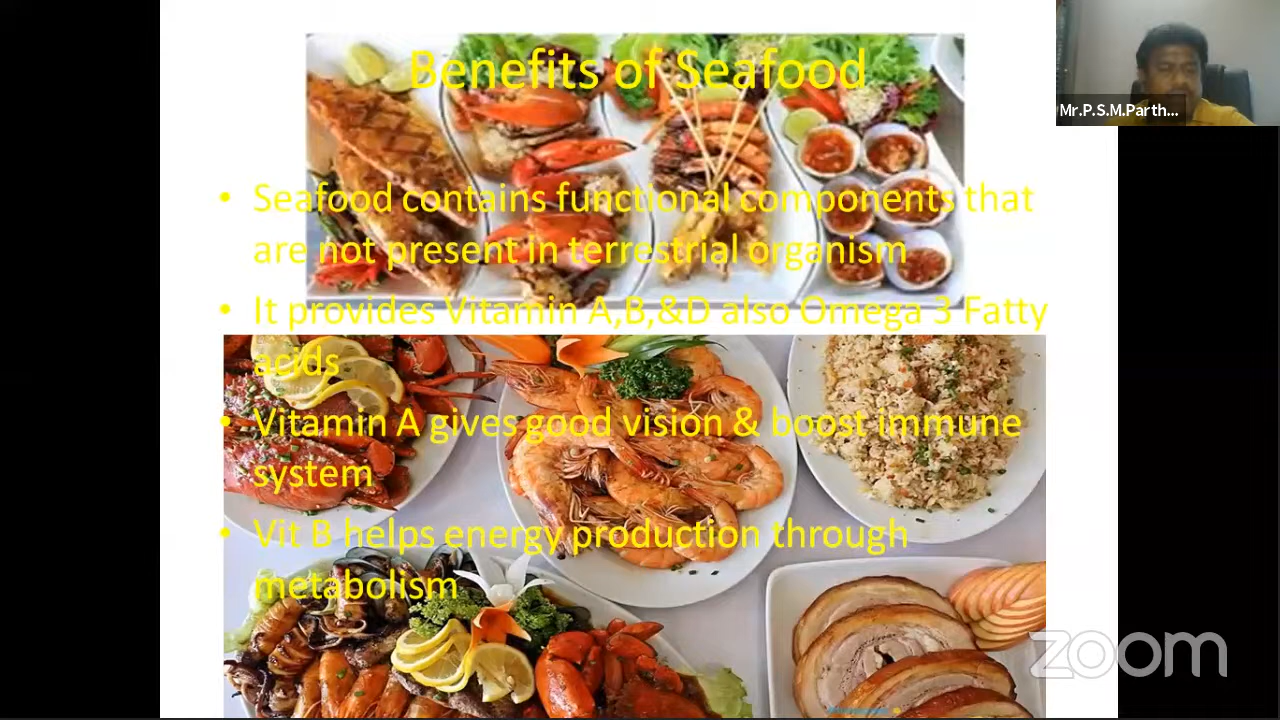 Benefits of Seafood
Mr.P.S.M.Parth...
• Seafood contains functional components that
are not present in terrestrial organism
• It provides Vitamin A,B,&D also Omega 3 Fatty
acids
• Vitamin A gives good vision & boost immune
system
• Vit B helps energy production through
metabolism
zoom